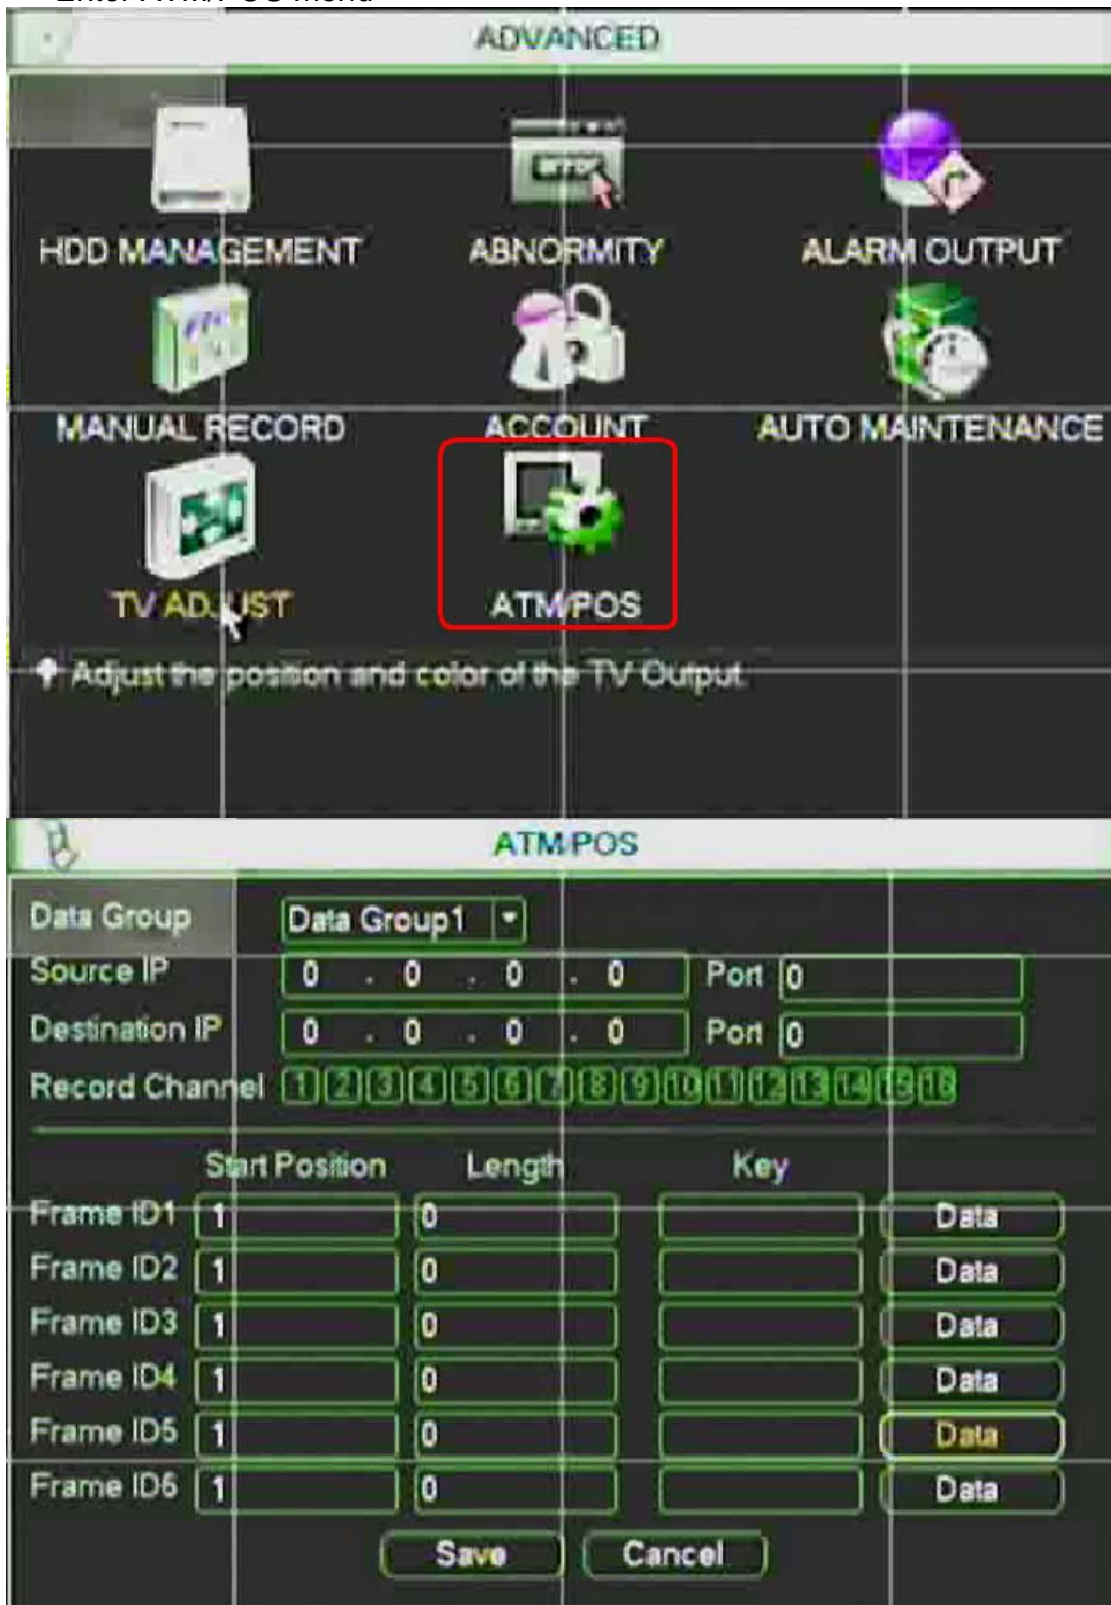 Enter ATM/POS menu
ADVANCED
ERROR
HDD MANAGEMENT ABNORMITY ALARM OUTPUT
MANUAL RECORD ACCOUNT AUTO MAINTENANCE
TV ADJUST ATM/POS
Adjust the position and color of the TV Output.
ATM/POS
Data Group Data Group1
Source IP 0 . 0 . 0 . 0 Port 0
Destination IP 0 . 0 . 0 . 0 Port 0
Record Channel 1 2 3 4 5 6 7 8 9 10 11 12 13 14 15 16
Start Position Length Key
Frame ID1 1 0 Data
Frame ID2 1 0 Data
Frame ID3 1 0 Data
Frame ID4 1 0 Data
Frame ID5 1 0 Data
Frame ID6 1 0 Data
Save Cancel